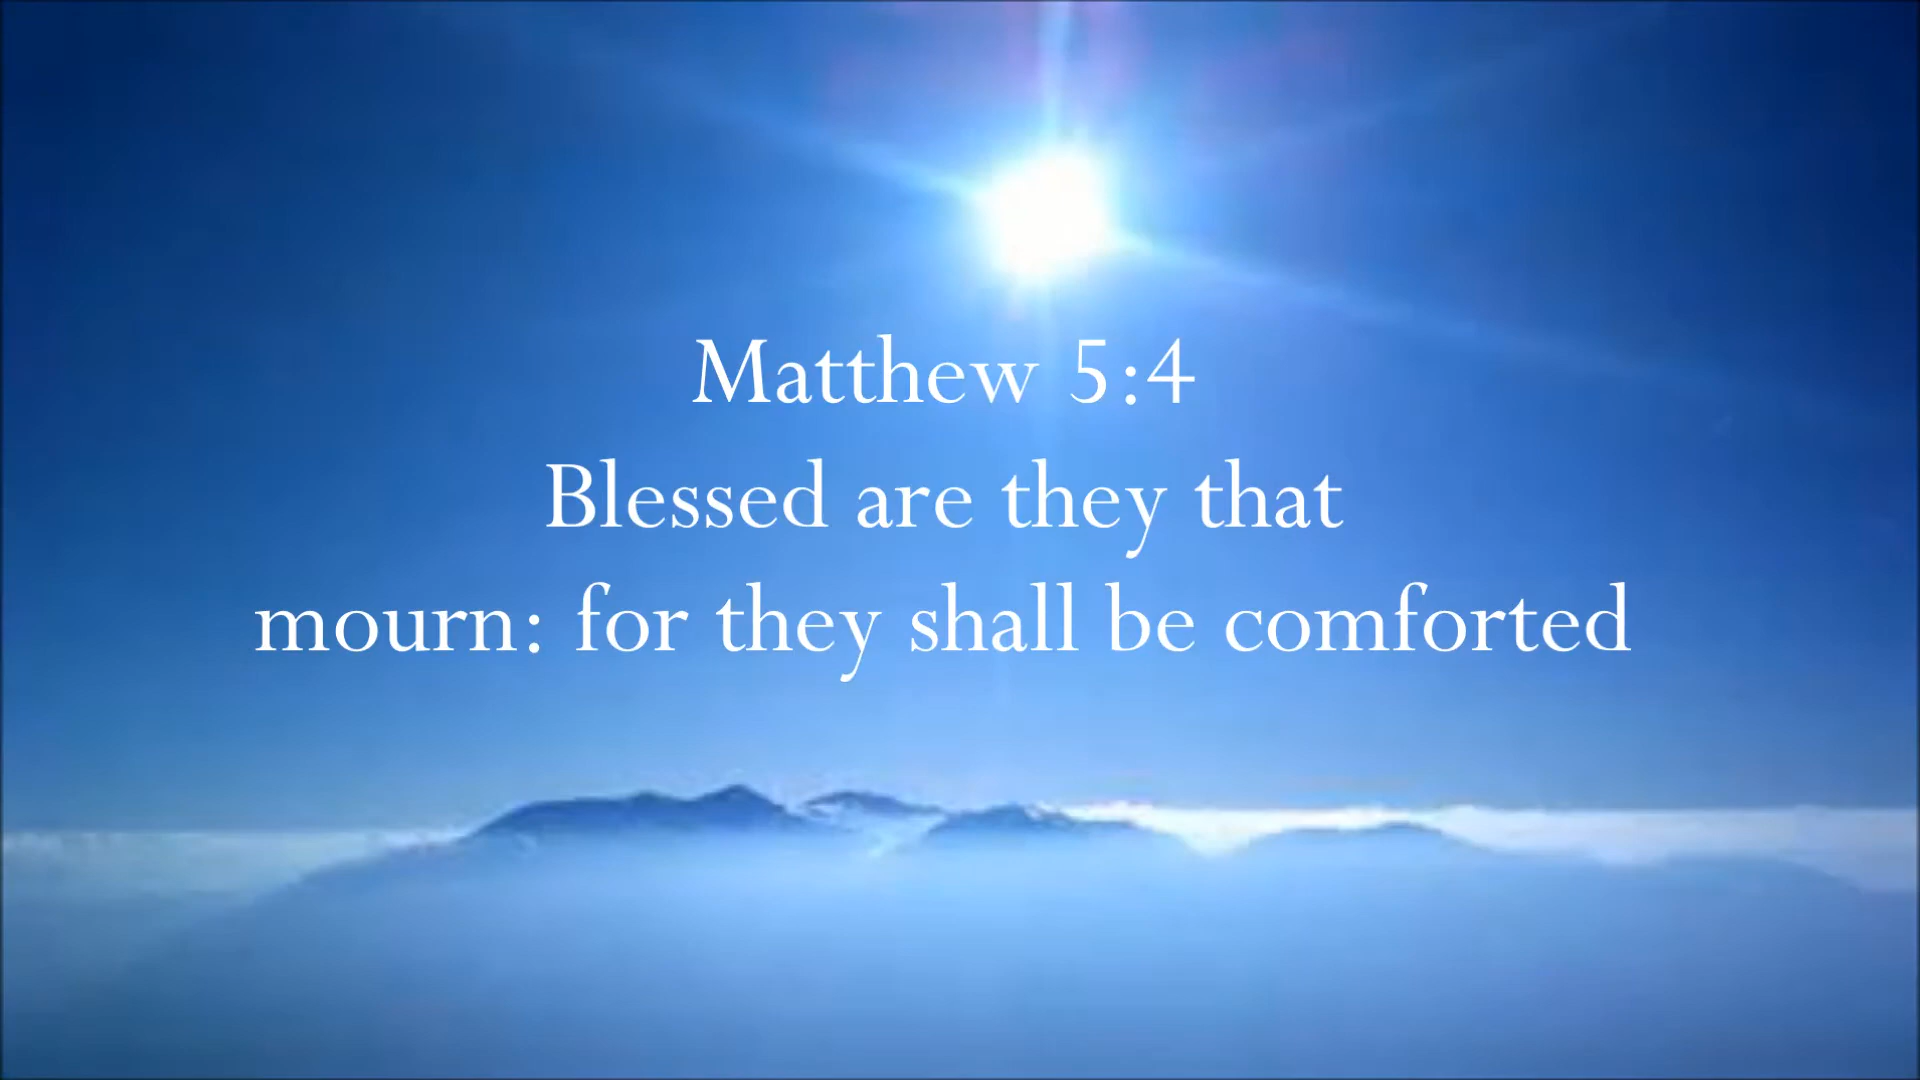 Matthew 5:4
Blessed are they that
mourn: for they shall be comforted